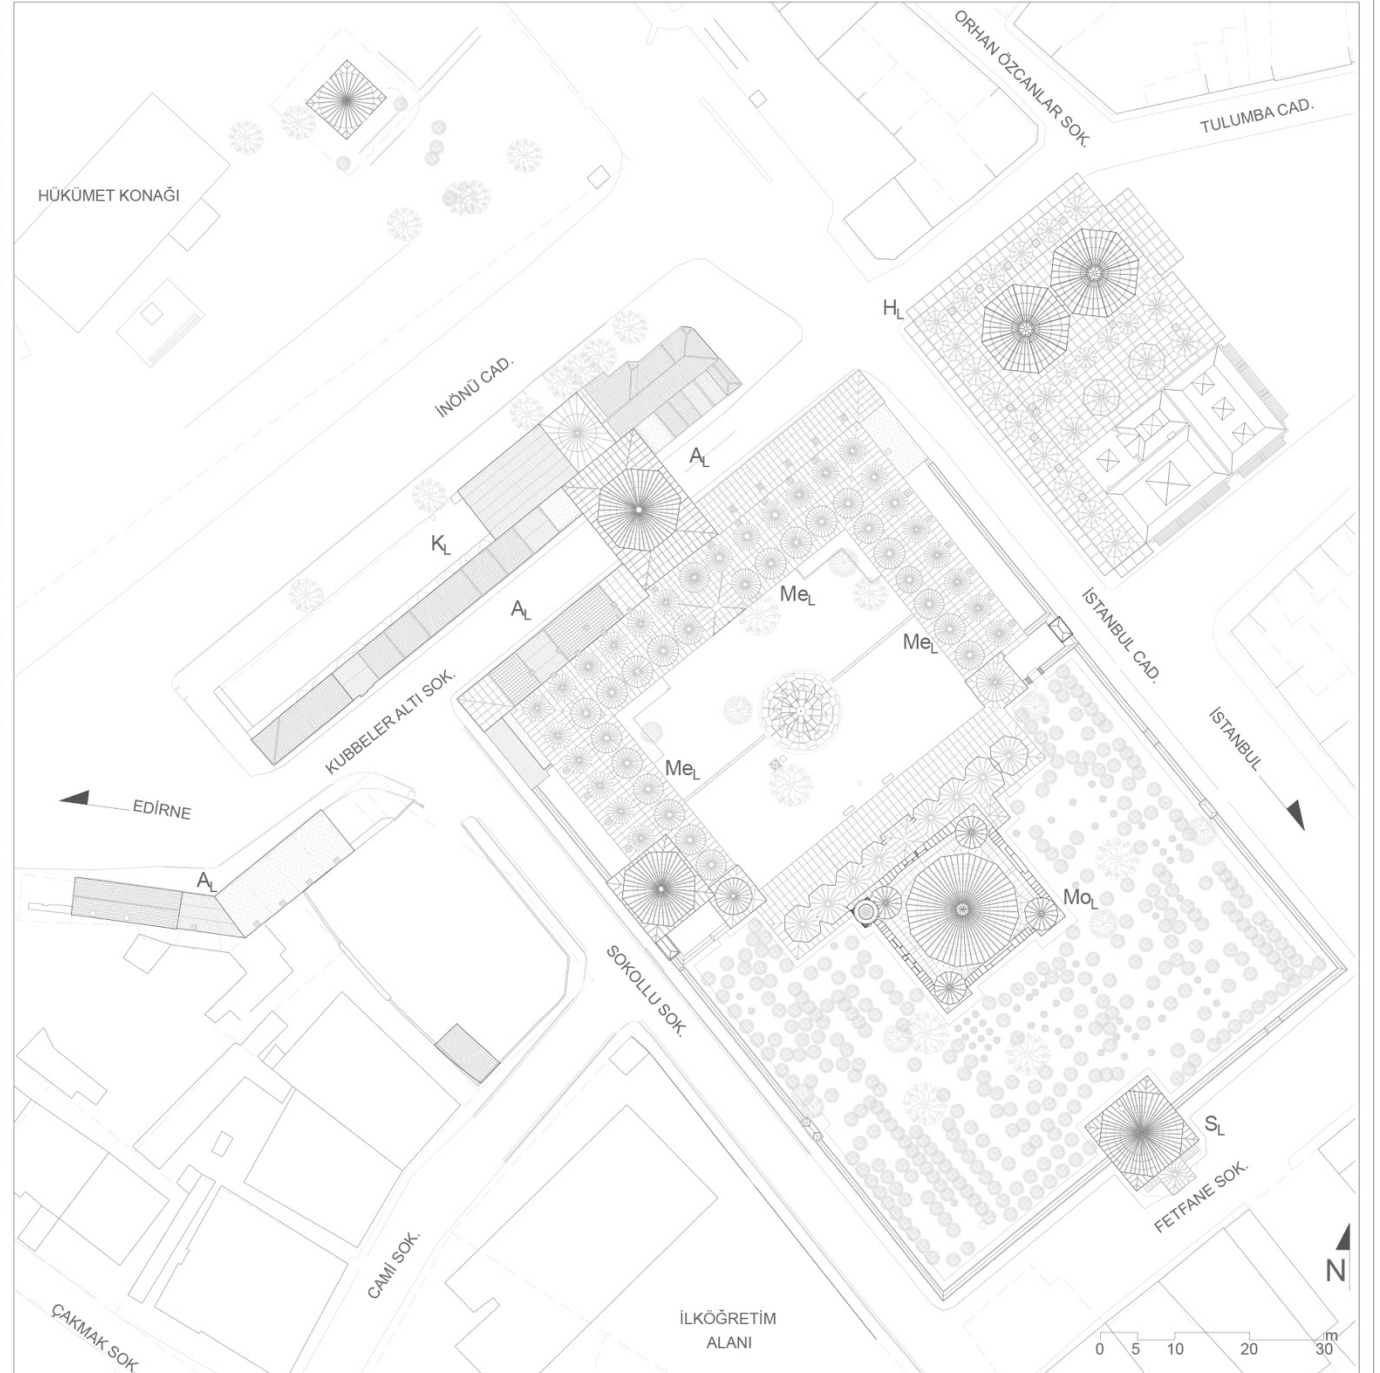 ORHAN ÖZCANLAR SOK.
TULUMBA CAD.
HÜKÜMET KONAĞI
HL
İNÖNÜ CAD.
AL
KL
AL
MeL
MeL
İSTANBUL CAD.
KUBBELER ALTI SOK.
İSTANBUL
MeL
EDİRNE
AL
MoL
SOKOLLU SOK.
SL
FETFANE SOK.
CAMİ SOK.
N
ÇAKMAK SOK.
İLKÖĞRETİM
ALANI
m
0 5 10 20 30